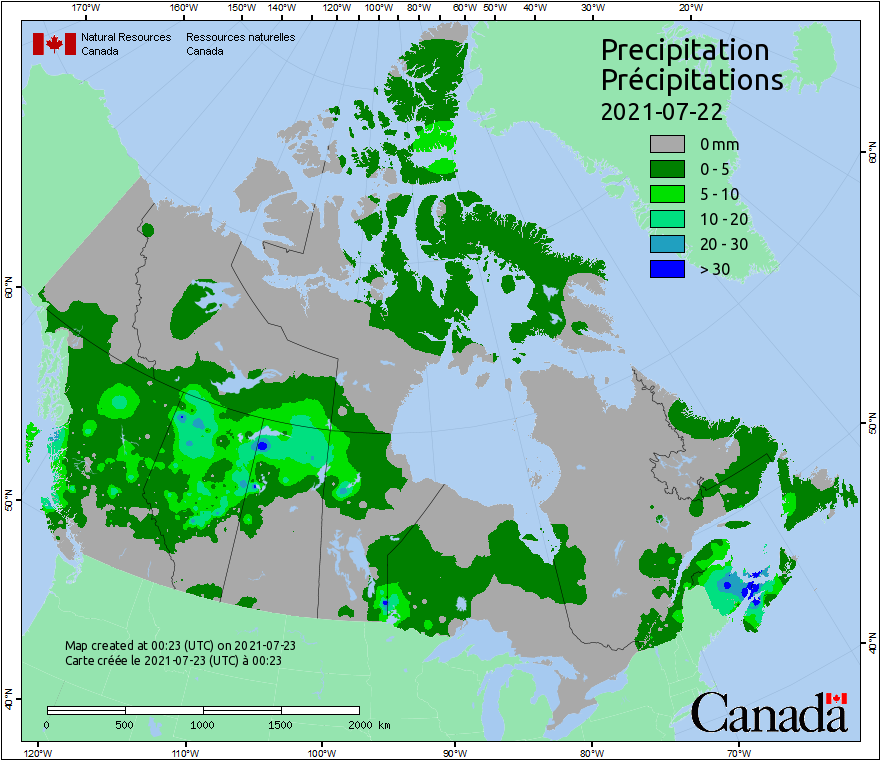 170°W 160°W 150°W 140°W 120°W 100°W 80°W 60°W 50°W 40°W 30°W 20°W
Natural Resources Ressources naturelles
Canada Canada
Precipitation
Précipitations
2021-07-22
0 mm
0 - 5
5 - 10
10 - 20
20 - 30
> 30
60°N
60°N
50°N
50°N
40°N
40°N
Map created at 00:23 (UTC) on 2021-07-23
Carte créée le 2021-07-23 (UTC) à 00:23
0 500 1000 1500 2000 km
Canada
120°W 110°W 100°W 90°W 80°W 70°W